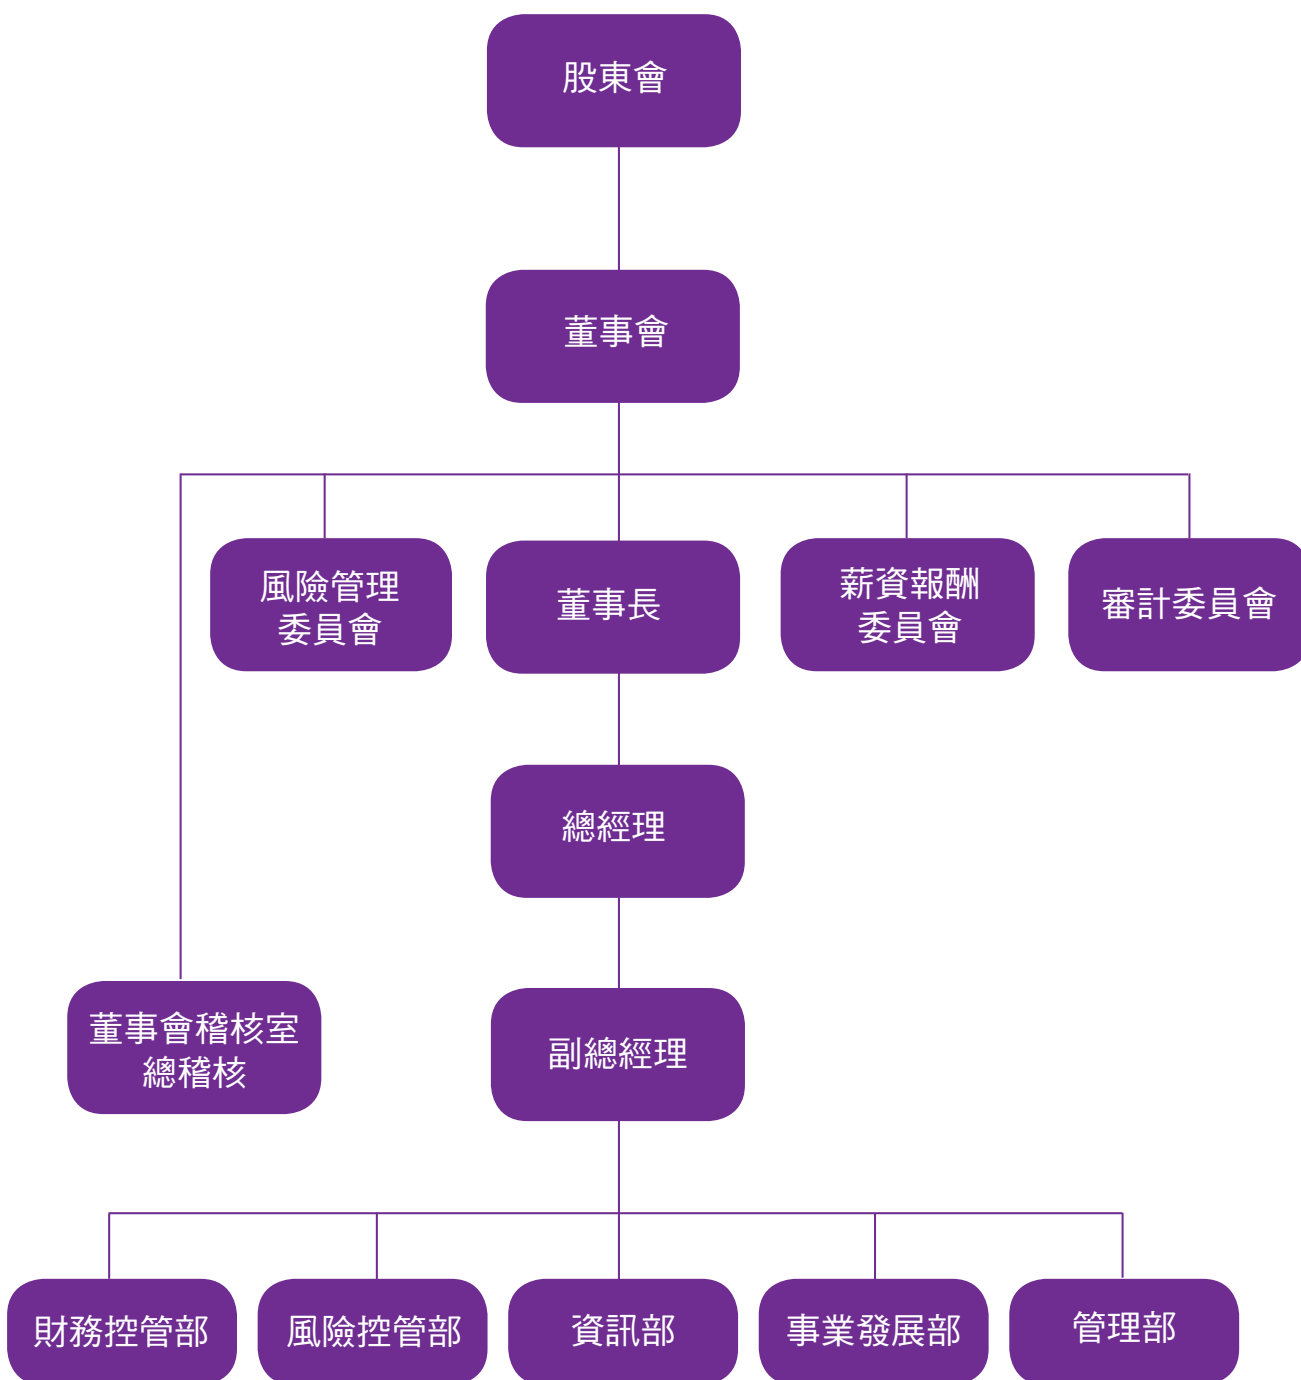 股東會
董事會
風險管理
委員會
董事長
薪資報酬
委員會
審計委員會
總經理
董事會稽核室
總稽核
副總經理
財務控管部
風險控管部
資訊部
事業發展部
管理部